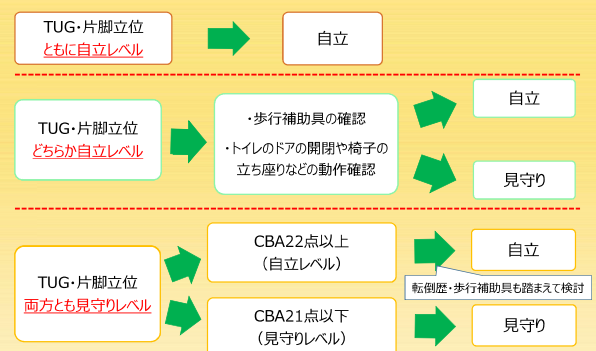 TUG・片脚立位
ともに自立レベル
自立
TUG・片脚立位
どちらか自立レベル
・歩行補助具の確認
・トイレのドアの開閉や椅子の
立ち座りなどの動作確認
自立
見守り
TUG・片脚立位
両方とも見守りレベル
CBA22点以上
（自立レベル）
自立
転倒歴・歩行補助具も踏まえて検討
CBA21点以下
（見守りレベル）
見守り